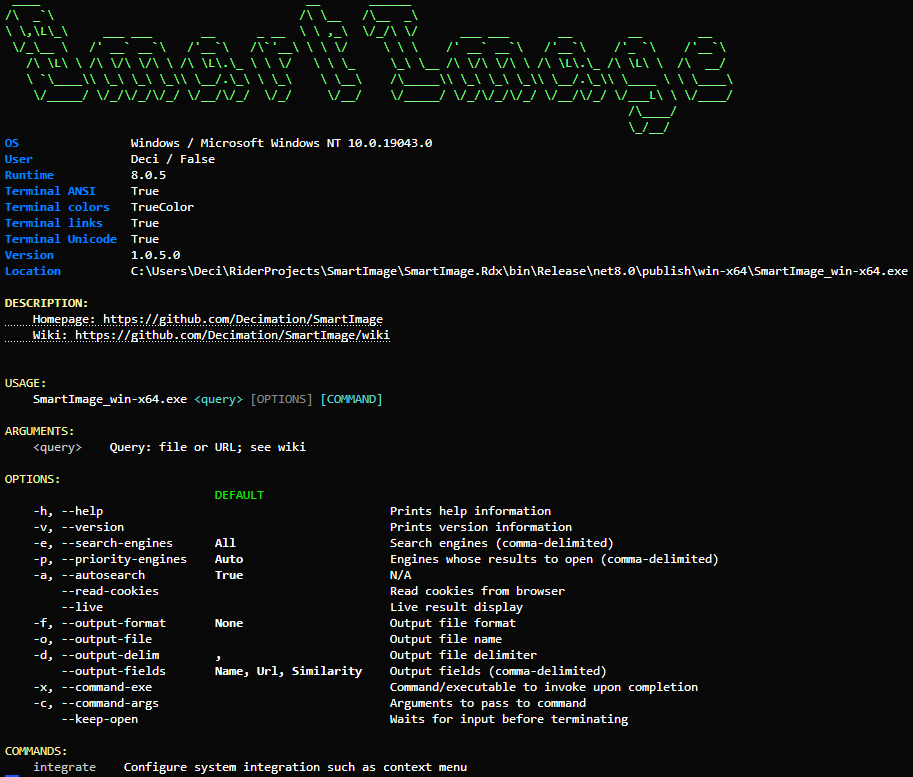 Smart Image
OS Windows / Microsoft Windows NT 10.0.19043.0
User Deci / False
Runtime 8.0.5
Terminal ANSI True
Terminal colors TrueColor
Terminal links True
Terminal Unicode True
Version 1.0.5.0
Location C:\Users\Deci\RiderProjects\SmartImage\SmartImage.Rdx\bin\Release\net8.0\publish\win-x64\SmartImage_win-x64.exe
DESCRIPTION:
Homepage: https://github.com/Decimation/SmartImage
Wiki: https://github.com/Decimation/SmartImage/wiki
USAGE:
SmartImage_win-x64.exe <query> [OPTIONS] [COMMAND]
ARGUMENTS:
<query> Query: file or URL; see wiki
OPTIONS:
DEFAULT
-h, --help Prints help information
-v, --version Prints version information
-e, --search-engines All Search engines (comma-delimited)
-p, --priority-engines Auto Engines whose results to open (comma-delimited)
-a, --autosearch True N/A
--read-cookies Read cookies from browser
--live Live result display
-f, --output-format None Output file format
-o, --output-file Output file name
-d, --output-delim , Output file delimiter
--output-fields Name, Url, Similarity Output fields (comma-delimited)
-x, --command-exe Command/executable to invoke upon completion
-c, --command-args Arguments to pass to command
--keep-open Waits for input before terminating
COMMANDS:
integrate Configure system integration such as context menu